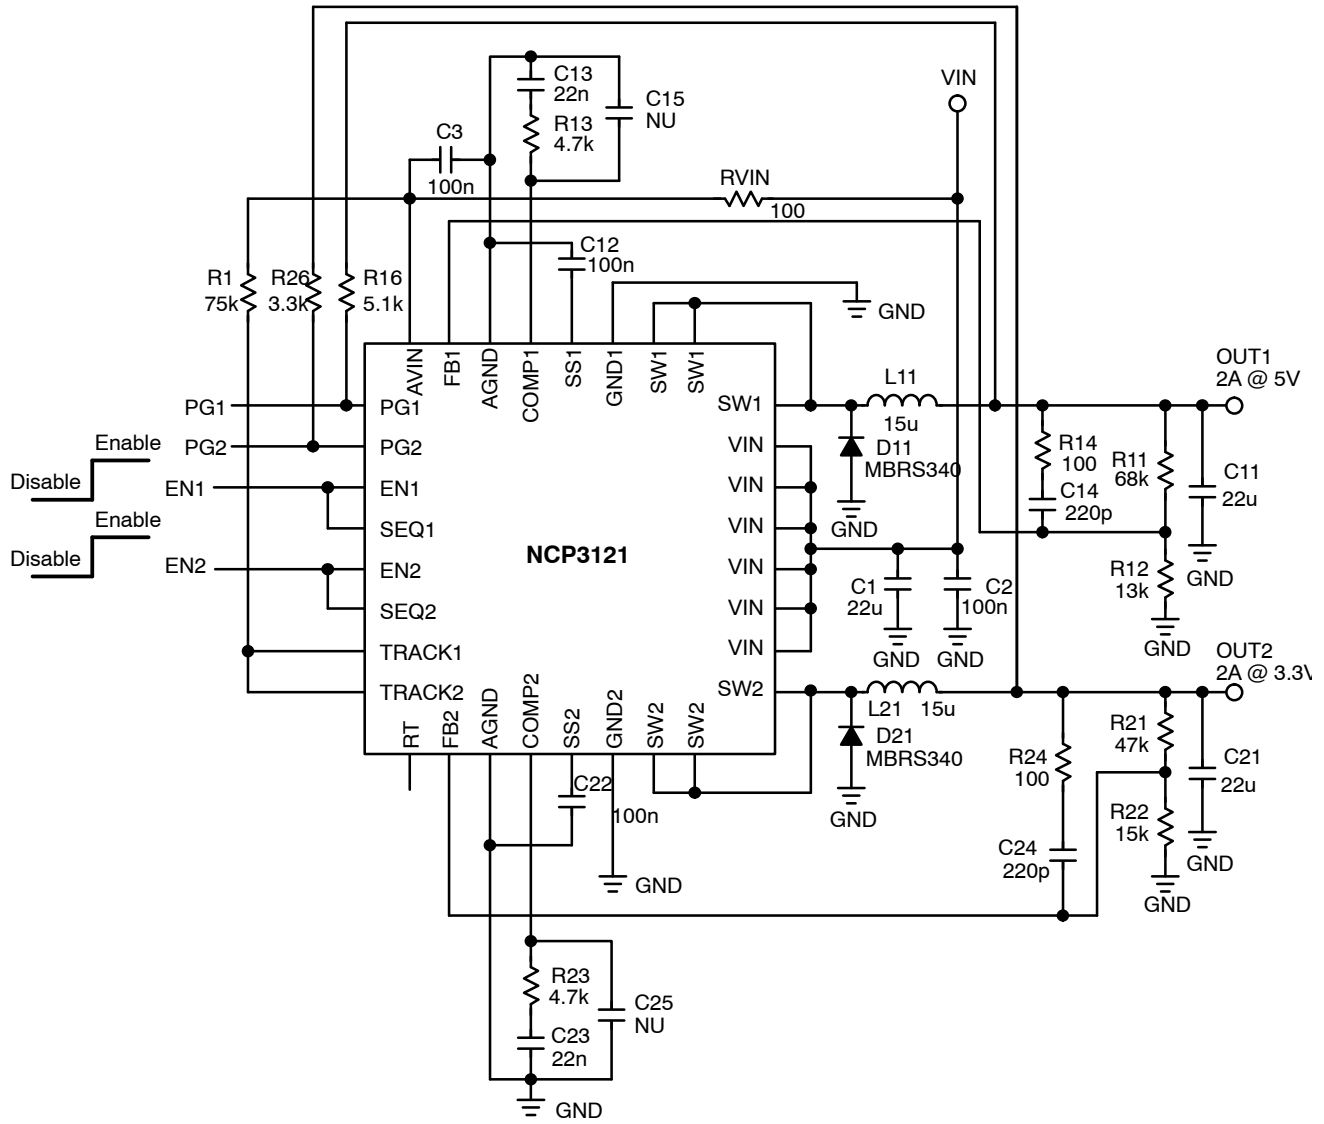 VIN
C13
22n
C15
NU
R13
4.7k
C3
100n
RVIN
100
C12
100n
R1
75k
R26
3.3k
R16
5.1k
GND
AVIN
FB1
AGND
COMP1
SS1
GND1
SW1
SW1
PG1
PG2
Enable
Disable
EN1
Enable
Disable
EN2
PG1
PG2
EN1
SEQ1
EN2
SEQ2
TRACK1
TRACK2
NCP3121
SW1
VIN
VIN
VIN
VIN
VIN
VIN
SW2
RT
FB2
AGND
COMP2
SS2
GND2
SW2
SW2
L11
15u
D11
MBRS340
GND
OUT1
2A @ 5V
R14
100
C14
220p
R11
68k
C11
22u
GND
R12
13k
GND
C1
22u
GND
C2
100n
GND
OUT2
2A @ 3.3V
L21
15u
D21
MBRS340
GND
R24
100
C24
220p
R21
47k
C21
22u
GND
R22
15k
GND
C22
100n
GND
R23
4.7k
C25
NU
C23
22n
GND